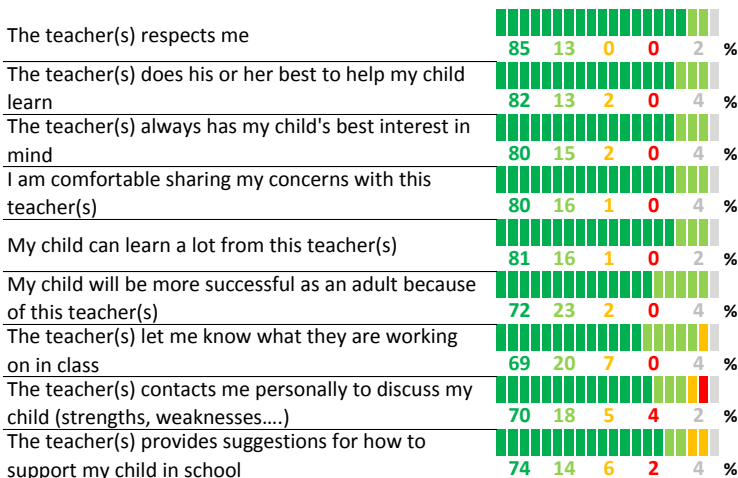 The teacher(s) respects me
85 13 0 0 2 %
The teacher(s) does his or her best to help my child
learn
82 13 2 0 4 %
The teacher(s) always has my child's best interest in
mind
80 15 2 0 4 %
I am comfortable sharing my concerns with this
teacher(s)
80 16 1 0 4 %
My child can learn a lot from this teacher(s)
81 16 1 0 2 %
My child will be more successful as an adult because
of this teacher(s)
72 23 2 0 4 %
The teacher(s) let me know what they are working
on in class
69 20 7 0 4 %
The teacher(s) contacts me personally to discuss my
child (strengths, weaknesses....)
70 18 5 4 2 %
The teacher(s) provides suggestions for how to
support my child in school
74 14 6 2 4 %